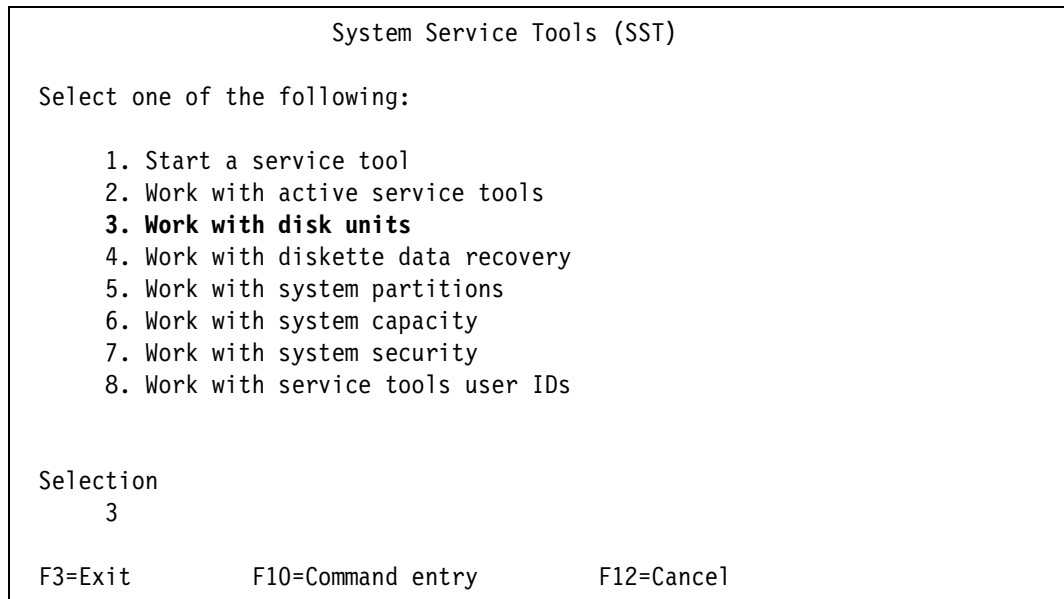 System Service Tools (SST)
Select one of the following:
1. Start a service tool
2. Work with active service tools
3. Work with disk units
4. Work with diskette data recovery
5. Work with system partitions
6. Work with system capacity
7. Work with system security
8. Work with service tools user IDs
Selection
3
F3=Exit F10=Command entry F12=Cancel